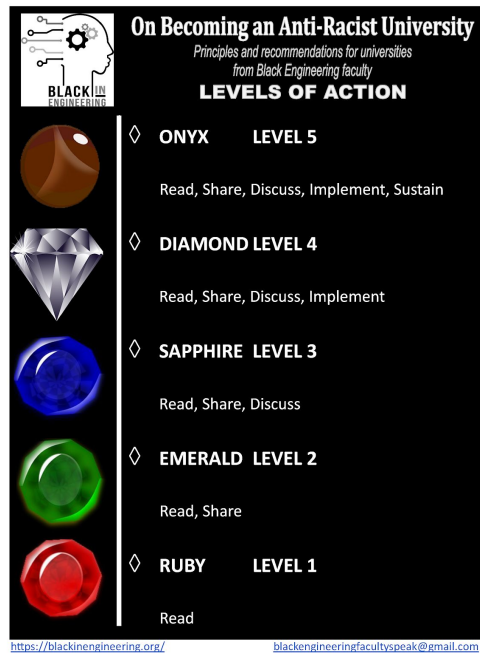 On Becoming an Anti-Racist University
Principles and recommendations for universities
from Black Engineering faculty
LEVELS OF ACTION
BLACK IN
ENGINEERING
◊ ONYX LEVEL 5
Read, Share, Discuss, Implement, Sustain
◊ DIAMOND LEVEL 4
Read, Share, Discuss, Implement
◊ SAPPHIRE LEVEL 3
Read, Share, Discuss
◊ EMERALD LEVEL 2
Read, Share
◊ RUBY LEVEL 1
Read
https://blackinengineering.org/ blackengineeringfacultyspeak@gmail.com